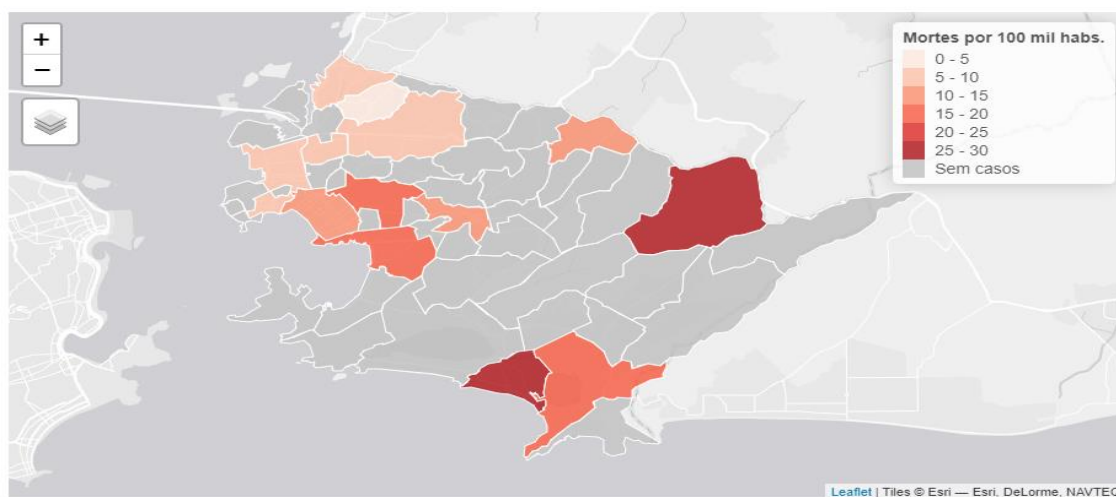 +
−
Mortes por 100 mil habs.
0 - 5
5 - 10
10 - 15
15 - 20
20 - 25
25 - 30
Sem casos
Leaflet | Tiles © Esri — Esri, DeLorme, NAVTEQ